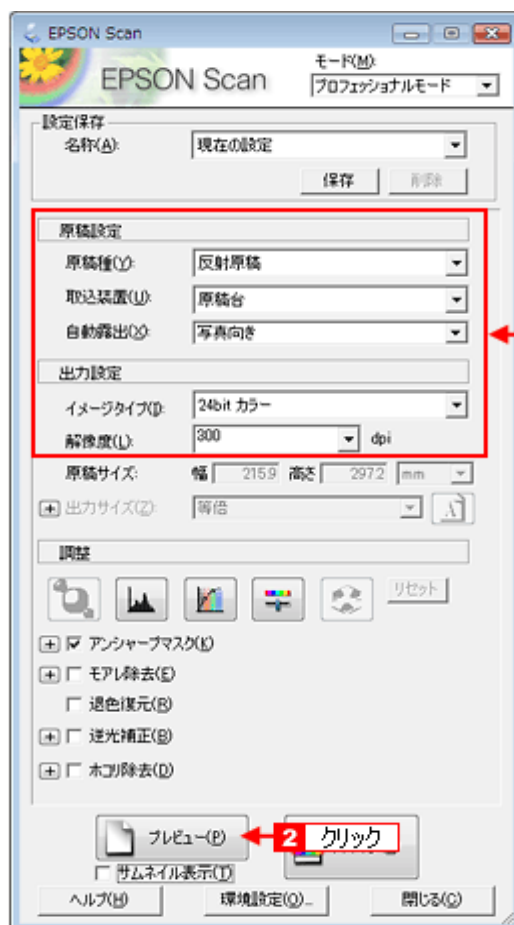 EPSON Scan
EPSON Scan
モード(M):
プロフェッショナルモード
設定保存
名称(A):
現在の設定
保存
削除
原稿設定
原稿種(Y):
反射原稿
取込装置(U):
原稿台
自動露出(X):
写真向き
出力設定
イメージタイプ(I):
24bit カラー
解像度(L):
300
dpi
原稿サイズ:
幅 215.9 高さ 297.2 mm
出力サイズ(Z):
等倍
調整
リセット
アンシャープマスク(K)
モアレ除去(E)
退色復元(R)
逆光補正(B)
ホコリ除去(D)
プレビュー(P)
2 クリック
サムネイル表示(T)
ヘルプ(H)
環境設定(O)...
閉じる(C)